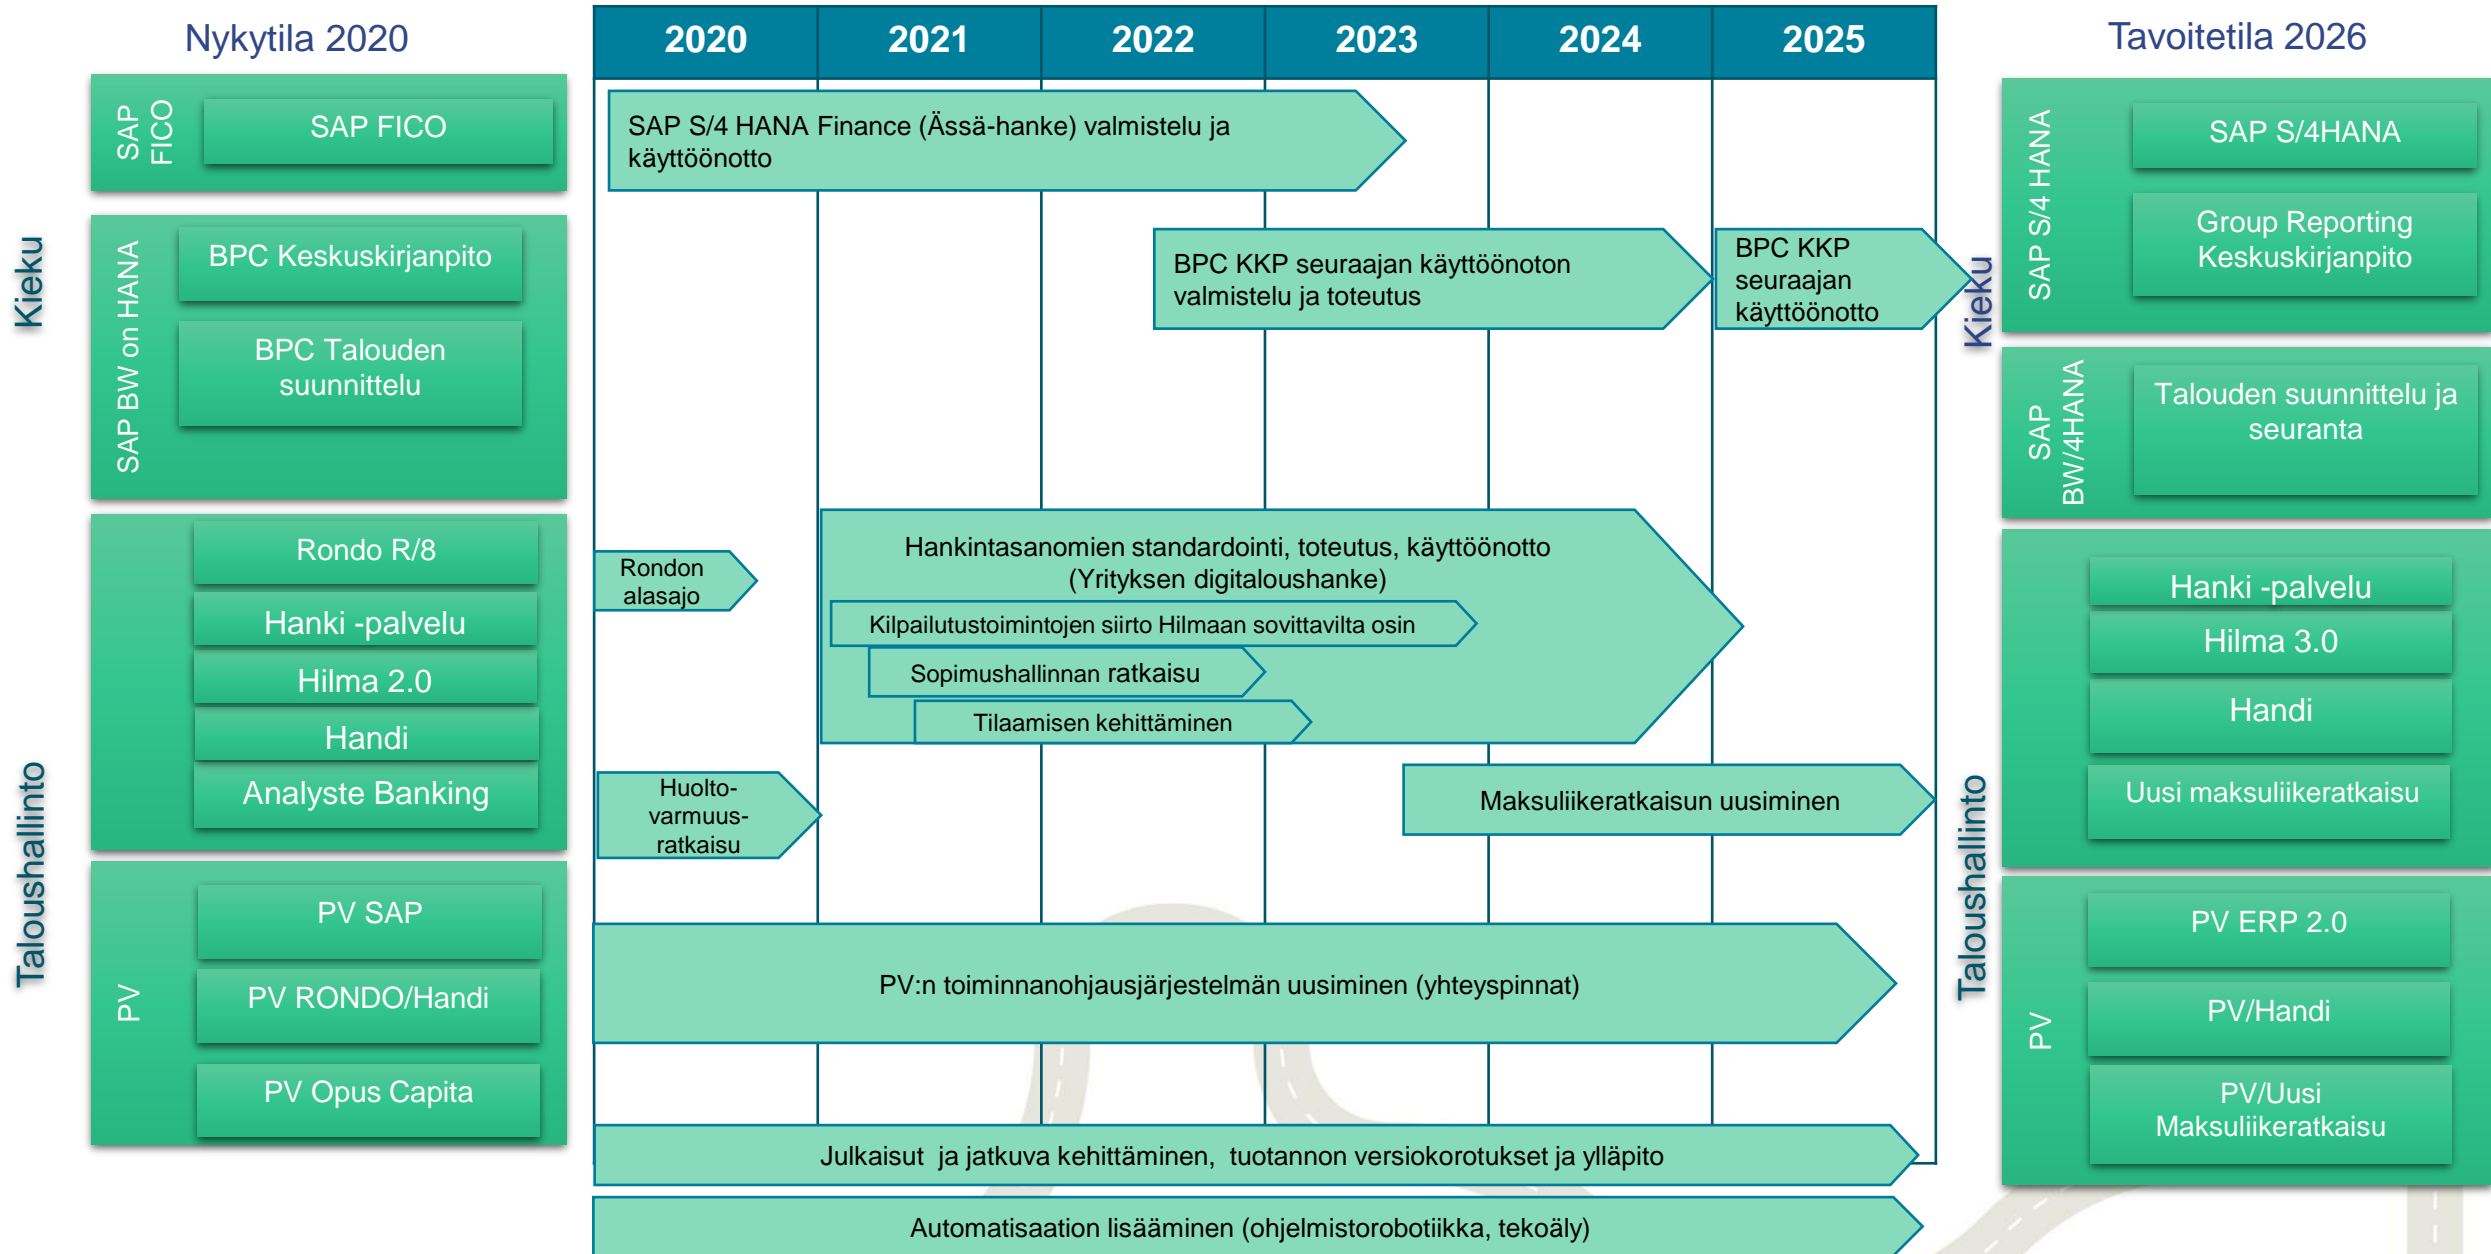 Nykytila 2020
2020
2021
2022
2023
2024
2025
Tavoitetila 2026
Kieku
SAP
FICO
SAP FICO
SAP BW on HANA
BPC Keskuskirjanpito
BPC Talouden
suunnittelu
Taloushallinto
Rondo R/8
Hanki -palvelu
Hilma 2.0
Handi
Analyste Banking
PV
PV SAP
PV RONDO/Handi
PV Opus Capita
SAP S/4 HANA Finance (Ässä-hanke) valmistelu ja
käyttöönotto
BPC KKP seuraajan käyttöönoton
valmistelu ja toteutus
BPC KKP
seuraajan
käyttöönotto
Rondon
alasajo
Hankintasanomien standardointi, toteutus, käyttöönotto
(Yrityksen digitaloushanke)
Kilpailutustoimintojen siirto Hilmaan sovittavilta osin
Sopimushallinnan ratkaisu
Tilaamisen kehittäminen
Huolto-
varmuus-
ratkaisu
Maksuliikeratkaisun uusiminen
PV:n toiminnanohjausjärjestelmän uusiminen (yhteyspinnat)
Julkaisut ja jatkuva kehittäminen, tuotannon versiokorotukset ja ylläpito
Automatisaation lisääminen (ohjelmistorobotiikka, tekoäly)
Kieku
SAP S/4 HANA
SAP S/4HANA
Group Reporting
Keskuskirjanpito
SAP
BW/4HANA
Talouden suunnittelu ja
seuranta
Taloushallinto
Hanki -palvelu
Hilma 3.0
Handi
Uusi maksuliikeratkaisu
PV
PV ERP 2.0
PV/Handi
PV/Uusi
Maksuliikeratkaisu